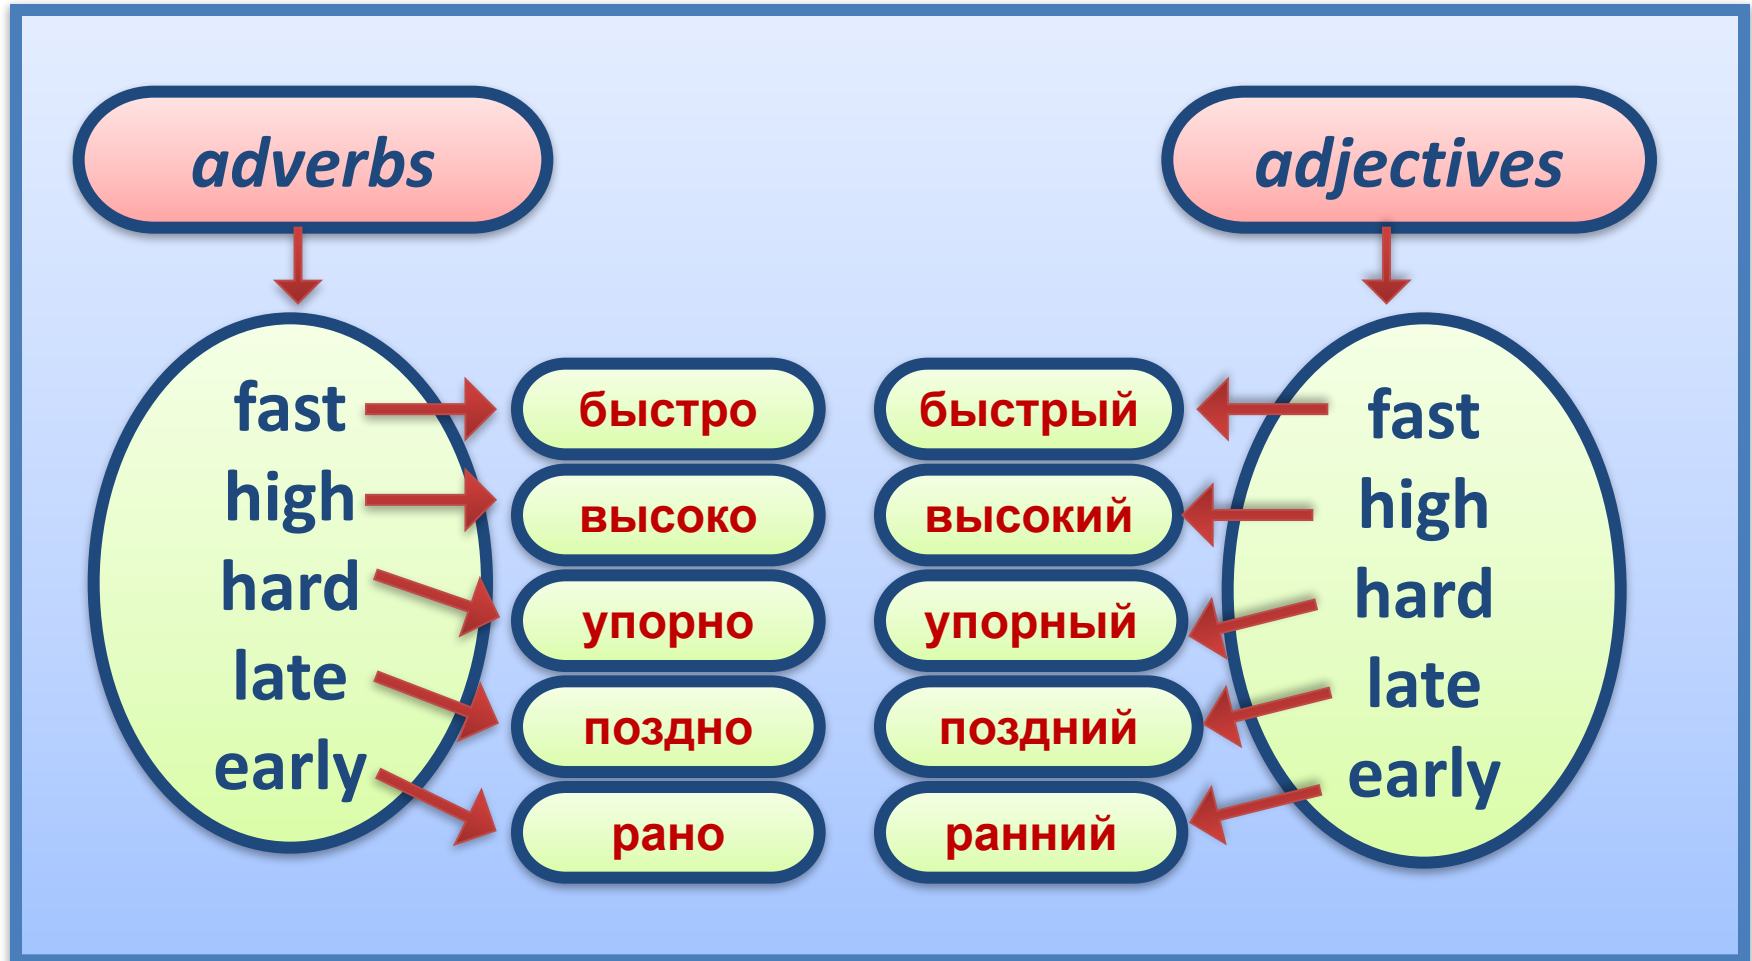 adverbs
adjectives
fast быстро быстрый fast
high высоко высокий high
hard упорно упорный hard
late поздно поздний late
early рано ранний early